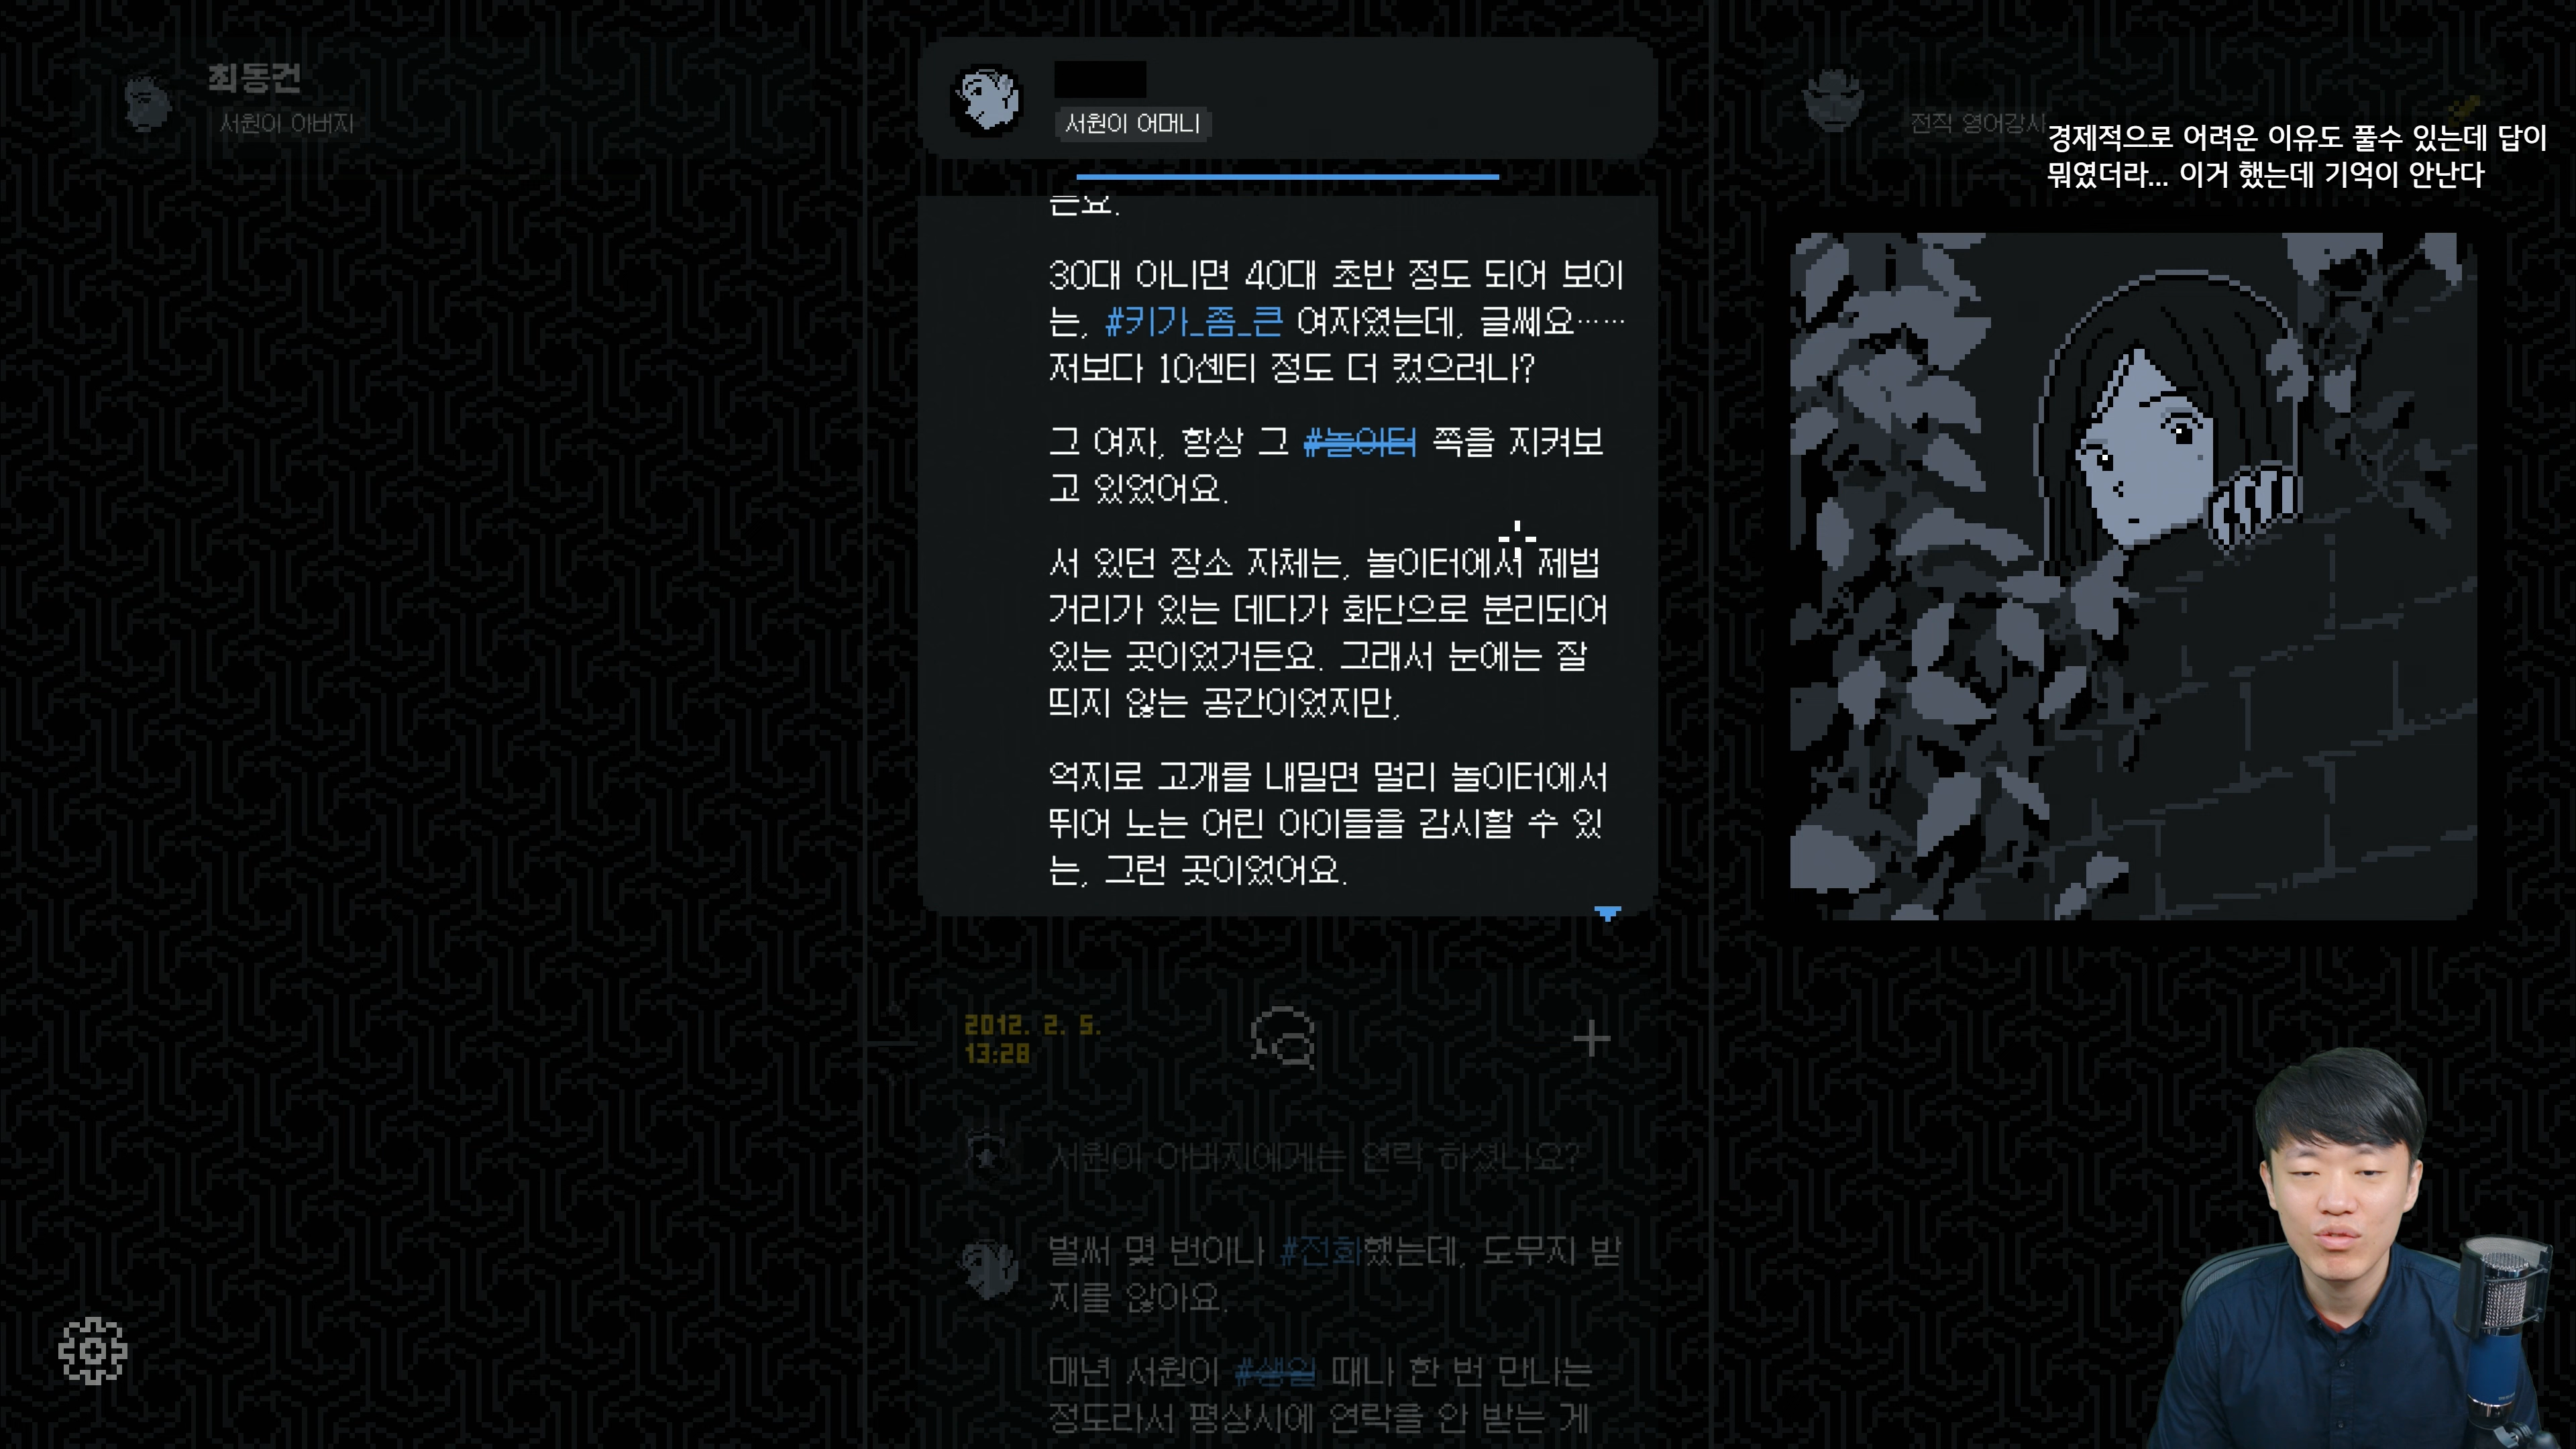 최동건
서원이 아버지
서원이 어머니
전직 영어강사
경제적으로 어려운 이유도 풀수 있는데 답이
뭐였더라... 이거 했는데 기억이 안난다
른요.
30대 아니면 40대 초반 정도 되어 보이
는, #키가_좀_큰 여자였는데, 글쎄요……
저보다 10센티 정도 더 컸으려나?
그 여자, 항상 그 #놀이터 쪽을 지켜보
고 있었어요.
서 있던 장소 자체는, 놀이터에서 제법
거리가 있는 데다가 화단으로 분리되어
있는 곳이었거든요. 그래서 눈에는 잘
띄지 않는 공간이었지만,
억지로 고개를 내밀면 멀리 놀이터에서
뛰어 노는 어린 아이들을 감시할 수 있
는, 그런 곳이었어요.
2012. 2. 5.
13:28
서원이 아버지에게는 연락 하셨나요?
벌써 몇 번이나 #전화했는데, 도무지 받
지를 않아요.
매년 서원이 #생일 때나 한 번 만나는
정도라서 평상시에 연락을 안 받는 게